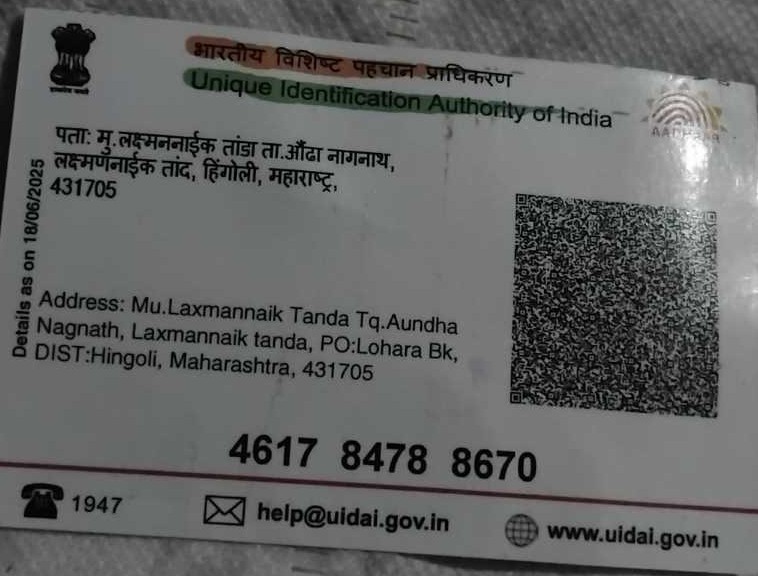 भारतीय विशिष्ट पहचान प्राधिकरण
Unique Identification Authority of India
AADHAAR
पता: मु.लक्ष्मननाईक तांडा ता.औंढा नागनाथ,
लक्ष्मणनाईक तांद, हिंगोली, महाराष्ट्र,
431705
Details as on 18/06/2025
Address: Mu.Laxmannaik Tanda Tq.Aundha
Nagnath, Laxmannaik tanda, PO:Lohara Bk,
DIST:Hingoli, Maharashtra, 431705
4617 8478 8670
1947
help@uidai.gov.in
www.uidai.gov.in